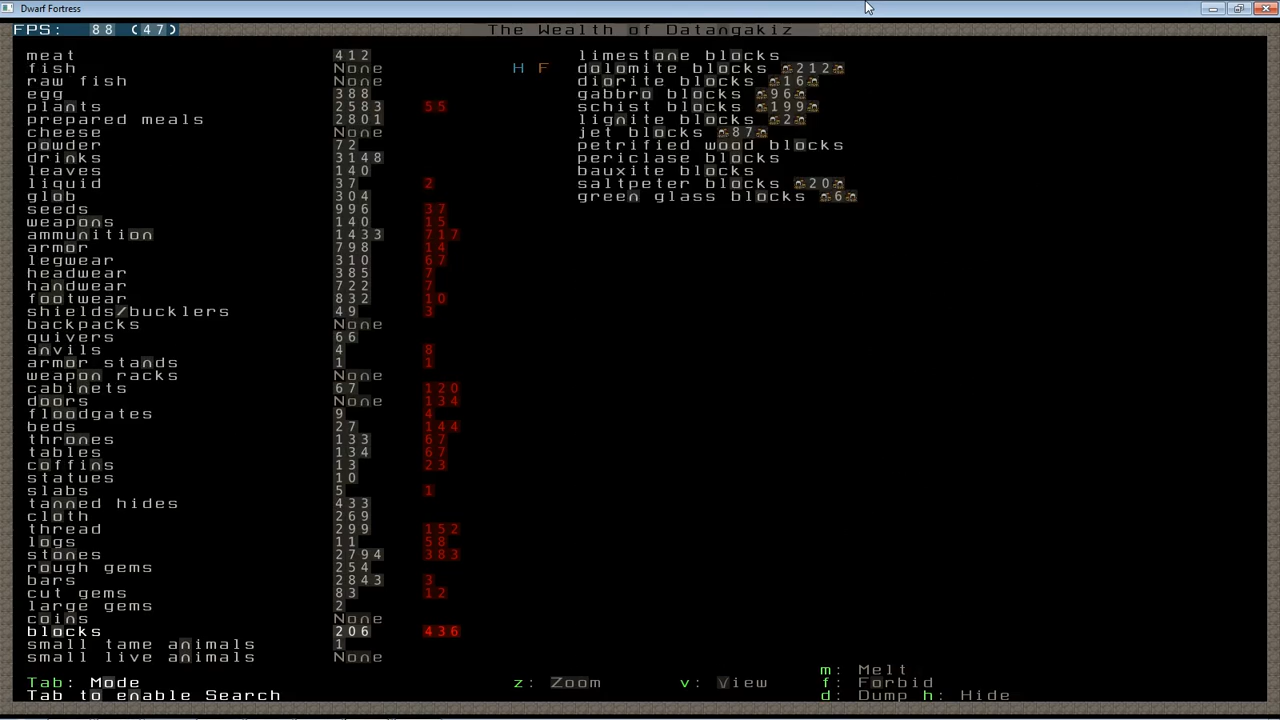 Dwarf Fortress
FPS: 88 (47) The Wealth of Datangakiz
meat 412 limestone blocks
fish None H F dolomite blocks 212
raw fish None diorite blocks 16
egg 388 gabbro blocks 96
plants 2583 55 schist blocks 199
prepared meals 2801 lignite blocks 2
cheese None jet blocks 87
powder 72 petrified wood blocks
drinks 3148 periclase blocks
leaves 140 bauxite blocks
liquid 37 2 saltpeter blocks 20
glob 304 green glass blocks 6
seeds 996 37
weapons 140 15
ammunition 1433 717
armor 798 14
legwear 310 67
headwear 385 7
handwear 722 7
footwear 832 10
shields/bucklers 49 3
backpacks None
quivers 66
anvils 4 8
armor stands 1 1
weapon racks None
cabinets 67 120
doors None 134
floodgates 9 4
beds 27 144
thrones 133 67
tables 134 67
coffins 13 23
statues 10
slabs 5 1
tanned hides 433
cloth 269
thread 299 152
logs 11 58
stones 2794 383
rough gems 254
bars 2843 3
cut gems 83 12
large gems 2
coins None
blocks 206 436
small tame animals 1
small live animals None
m: Melt
Tab: Mode z: Zoom v: View f: Forbid
Tab to enable Search d: Dump h: Hide